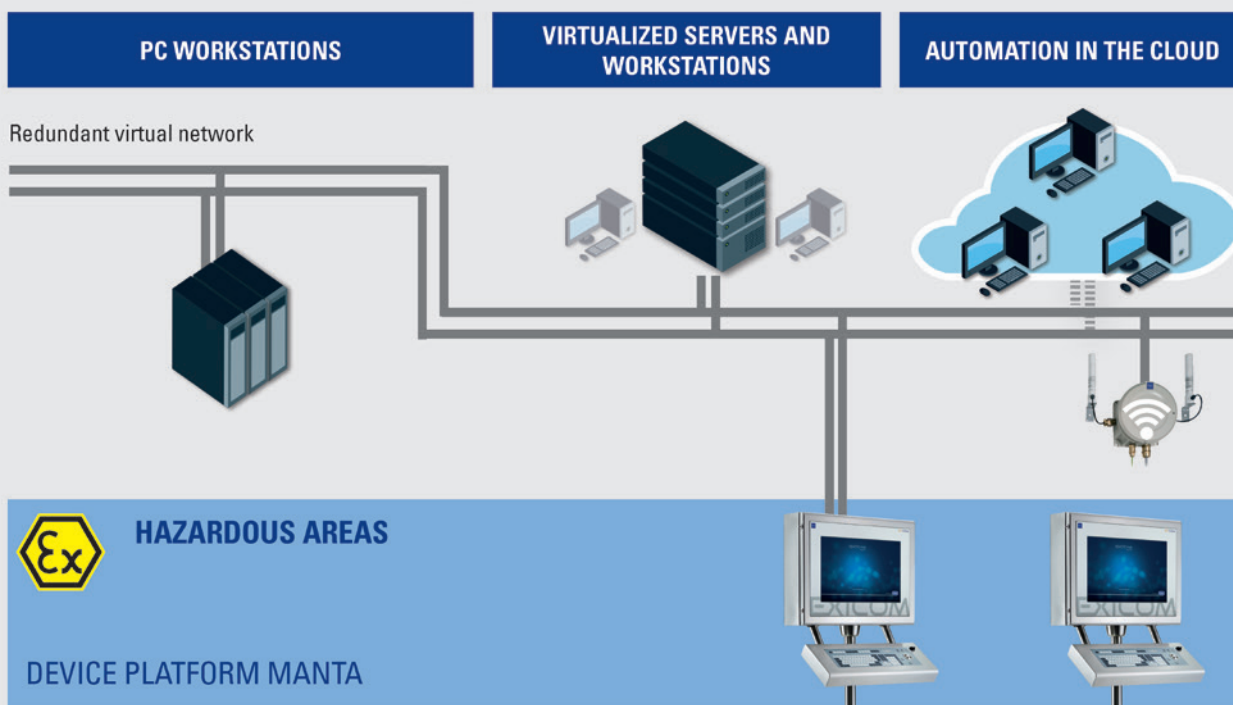 PC WORKSTATIONS
VIRTUALIZED SERVERS AND
WORKSTATIONS
AUTOMATION IN THE CLOUD
Redundant virtual network
Ex
HAZARDOUS AREAS
EXICOM
EXICOM
DEVICE PLATFORM MANTA